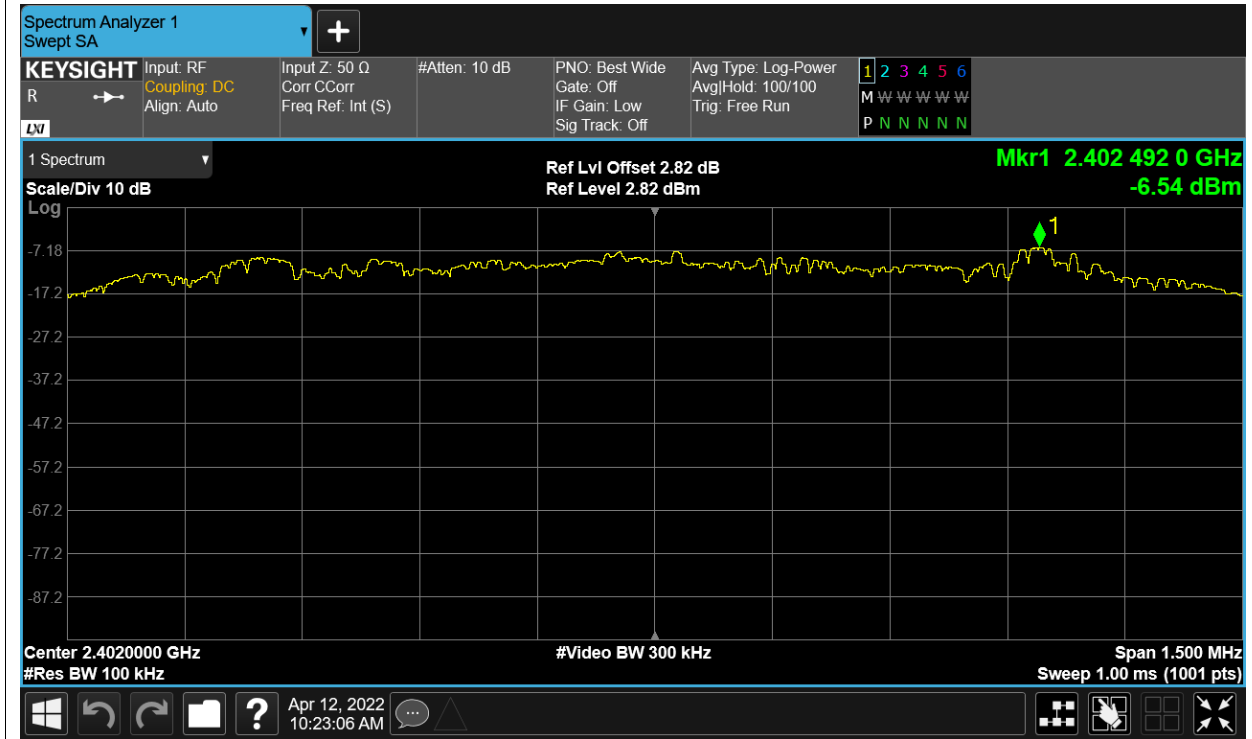 Spectrum Analyzer 1
Swept SA
KEYSIGHT
R
LXI
Input: RF
Coupling: DC
Align: Auto
Input Z: 50 Ω
Corr CCorr
Freq Ref: Int (S)
#Atten: 10 dB
PNO: Best Wide
Gate: Off
IF Gain: Low
Sig Track: Off
Avg Type: Log-Power
Avg|Hold: 100/100
Trig: Free Run
1 2 3 4 5 6
M W W W W W
P N N N N N
1 Spectrum
Scale/Div 10 dB
Log
Ref Lvl Offset 2.82 dB
Ref Level 2.82 dBm
Mkr1 2.402 492 0 GHz
-6.54 dBm
1
-7.18
-17.2
-27.2
-37.2
-47.2
-57.2
-67.2
-77.2
-87.2
Center 2.4020000 GHz
#Res BW 100 kHz
#Video BW 300 kHz
Span 1.500 MHz
Sweep 1.00 ms (1001 pts)
?
Apr 12, 2022
10:23:06 AM